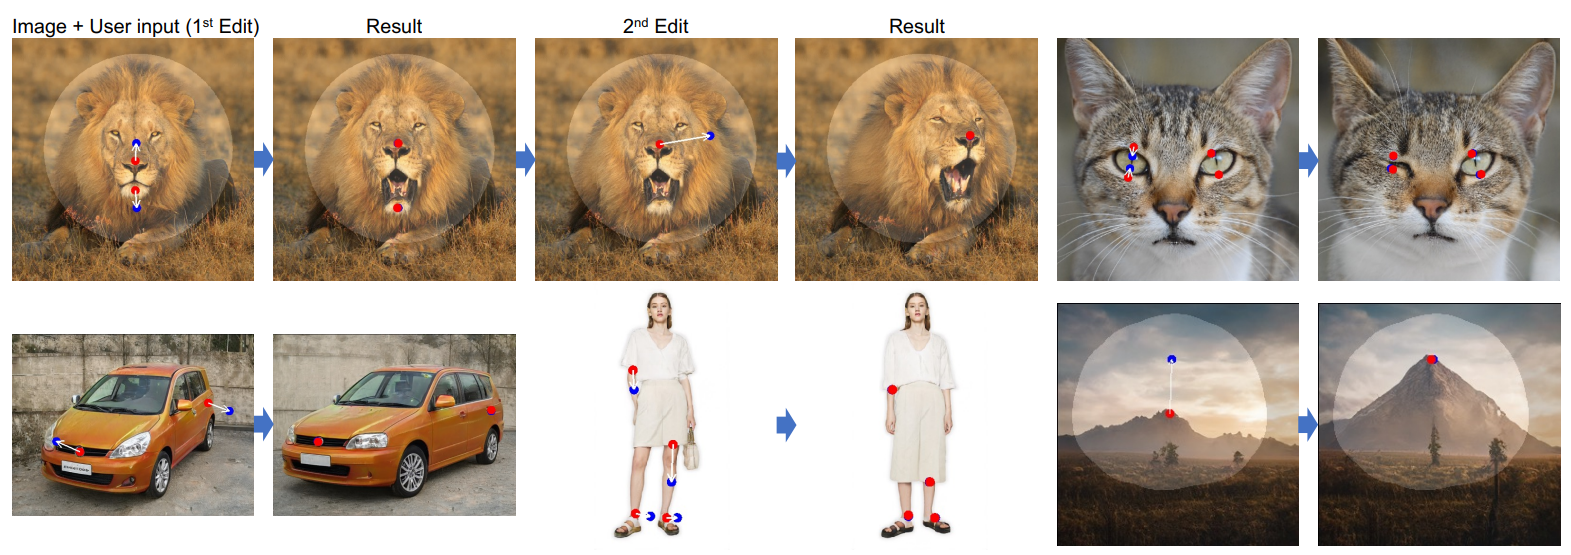 Image + User input (1st Edit)
Result
2nd Edit
Result